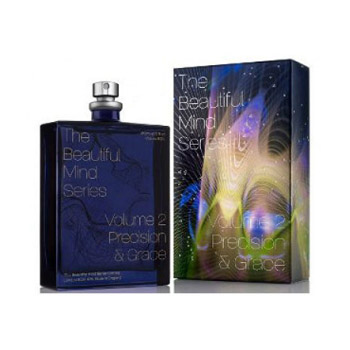 The
Beautiful
Mind
Series
Volume 2
Precision
& Grace
The
Beautiful
Mind
Series
Volume 2
Precision
& Grace